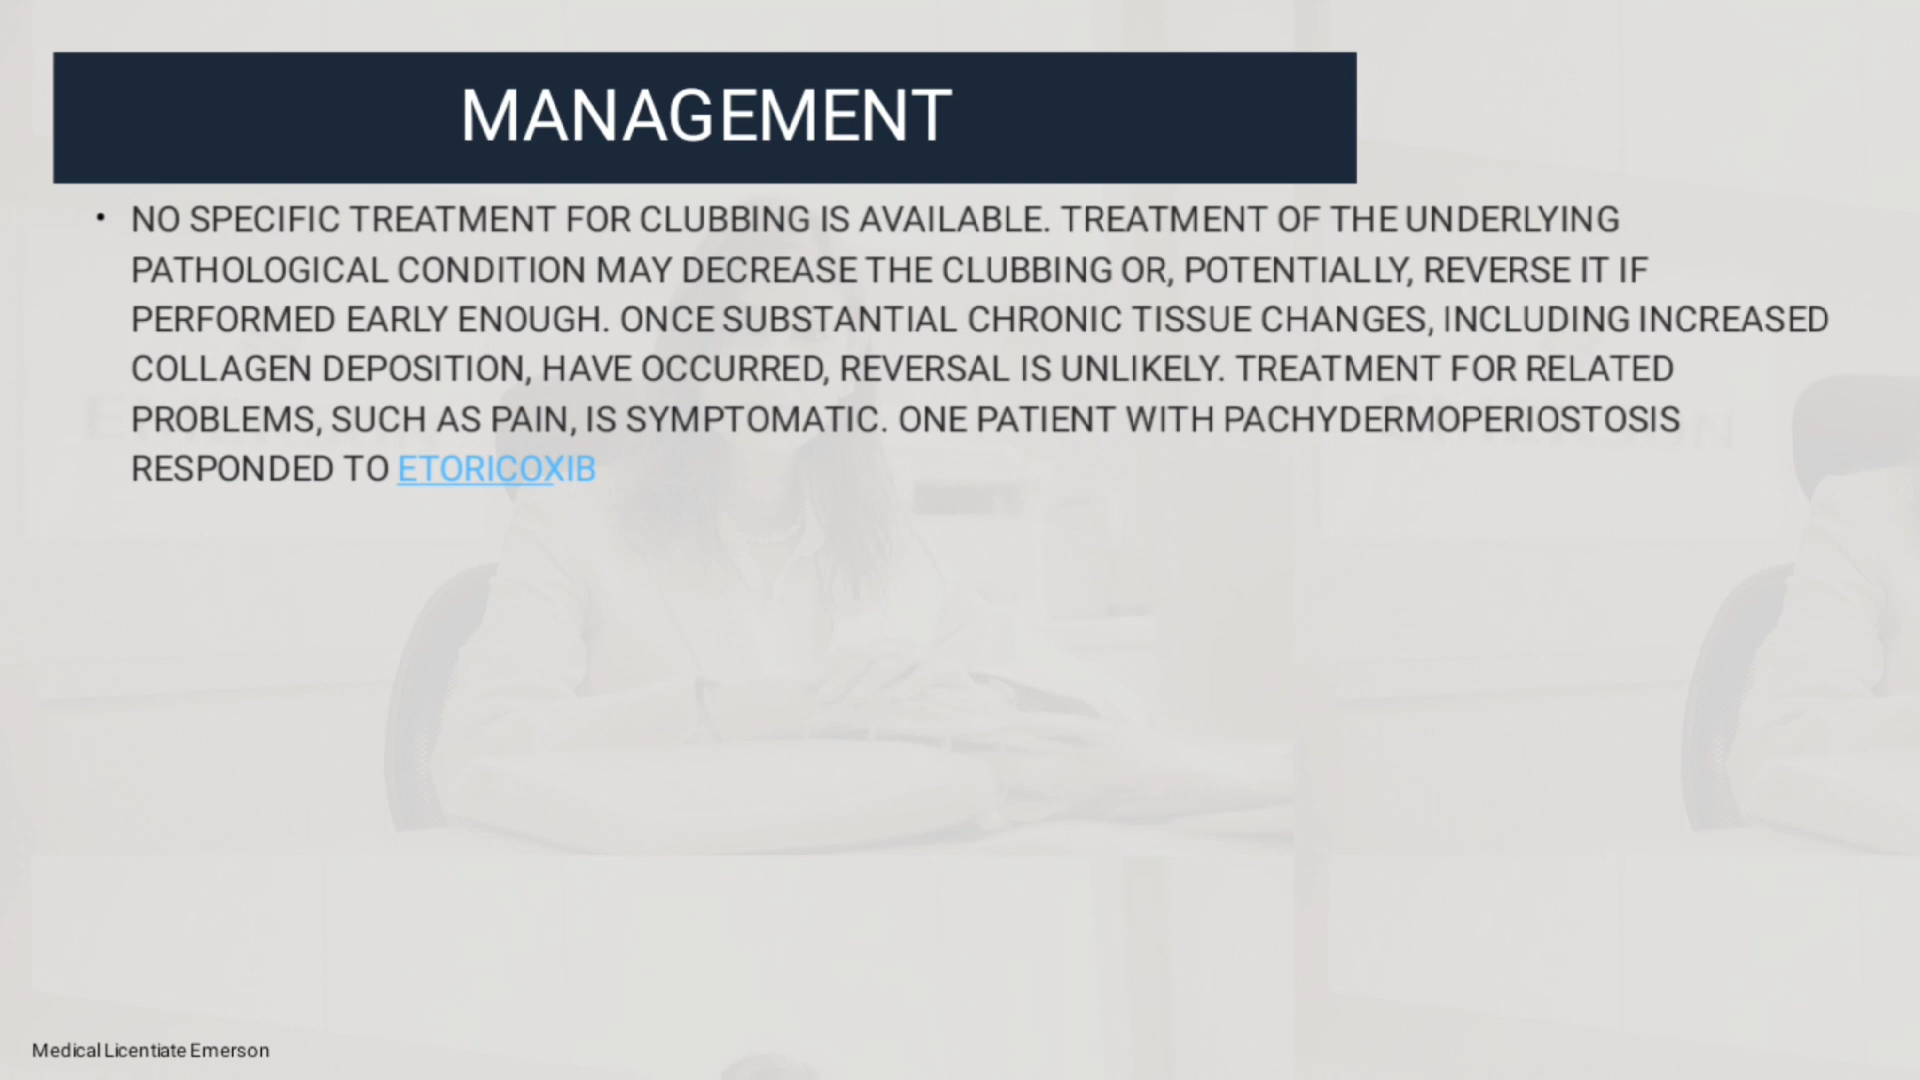 MANAGEMENT
• NO SPECIFIC TREATMENT FOR CLUBBING IS AVAILABLE. TREATMENT OF THE UNDERLYING
PATHOLOGICAL CONDITION MAY DECREASE THE CLUBBING OR, POTENTIALLY, REVERSE IT IF
PERFORMED EARLY ENOUGH. ONCE SUBSTANTIAL CHRONIC TISSUE CHANGES, INCLUDING INCREASED
COLLAGEN DEPOSITION, HAVE OCCURRED, REVERSAL IS UNLIKELY. TREATMENT FOR RELATED
PROBLEMS, SUCH AS PAIN, IS SYMPTOMATIC. ONE PATIENT WITH PACHYDERMOPERIOSTOSIS
RESPONDED TO ETORICOXIB
Medical Licentiate Emerson